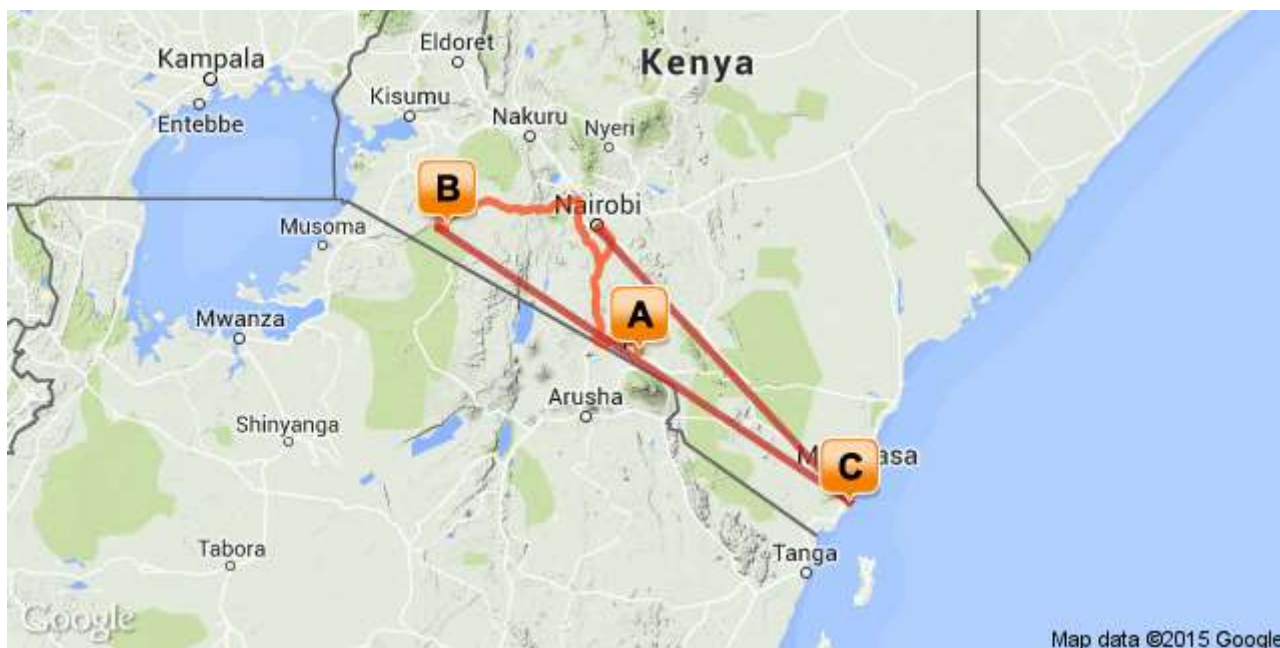 Kampala
Entebbe
Eldoret
Kisumu
Nakuru
Nyeri
Kenya
B
Nairobi
Musoma
A
Mwanza
Arusha
Shinyanga
M
asa
C
Tabora
Tanga
Google
Map data ©2015 Google